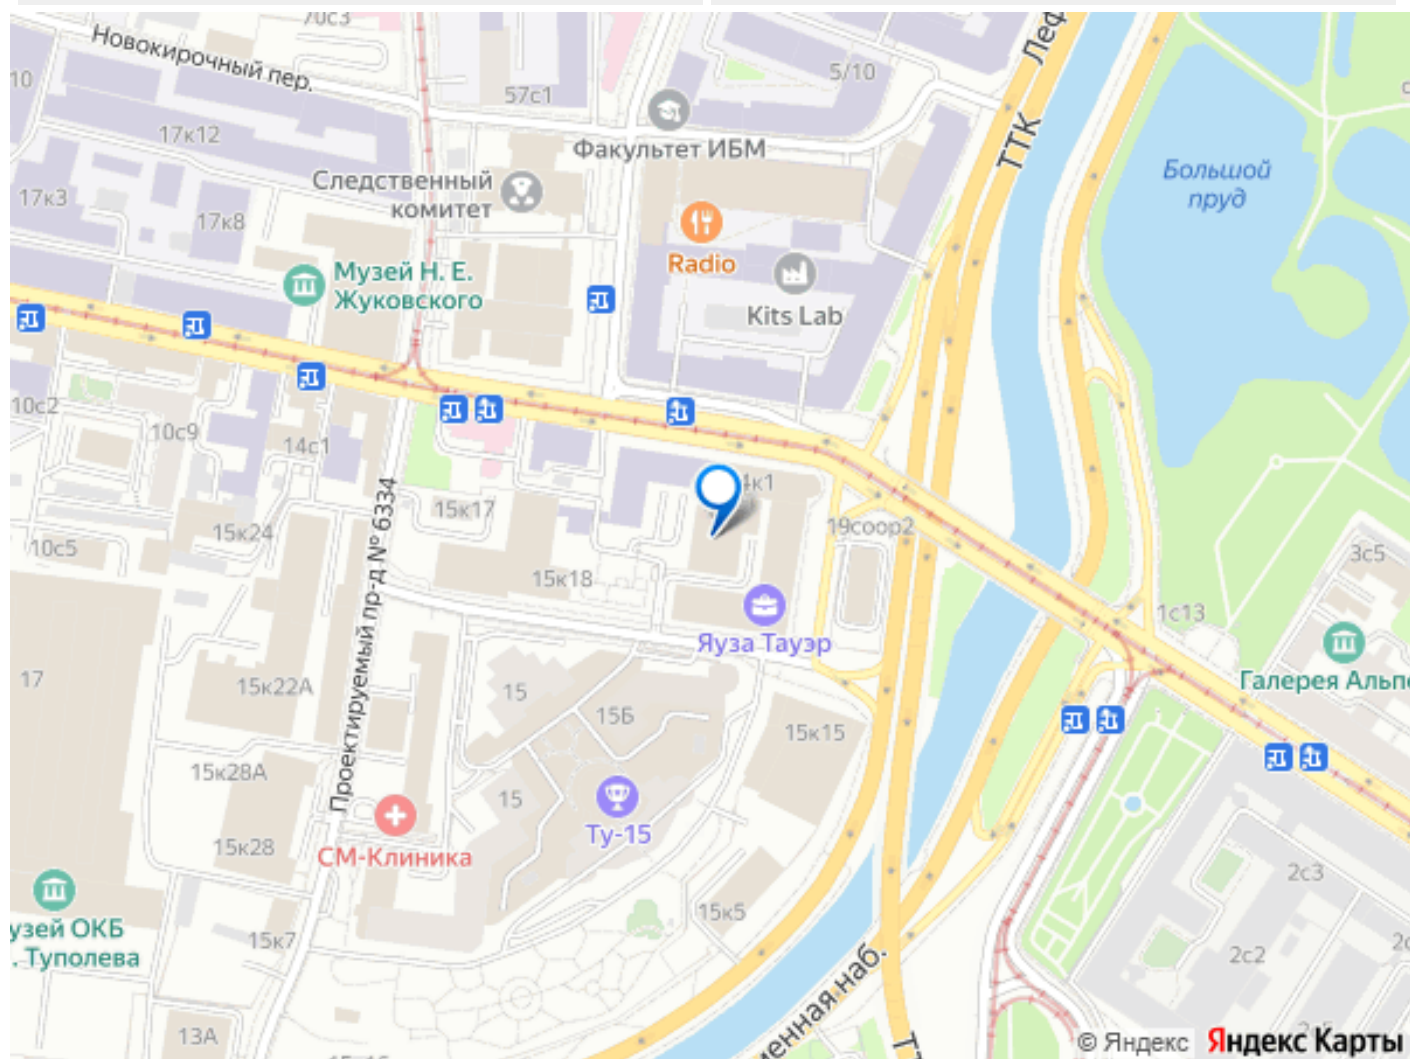 70с3
Новокирочный пер.
Леф
5/10
10
57с1
17к12
ТТК
Факультет ИБМ
Большой
пруд
Следственный
комитет
17к3
17к8
Radio
Музей Н. Е.
Жуковского
Kits Lab
10с2
10с9
14с1
4к1
15к17
15к24
19соор2
10с5
3с5
Проектируемый пр-д № 6334
15к18
1с13
Яуза Тауэр
17
15к22А
15
15Б
Галерея Альп
15к15
15к28А
15
Ту-15
15к28
СМ-Клиника
2с3
15к5
узей ОКБ
. Туполева
15к7
2с2
менная наб.
13А
© Яндекс
Яндекс Карты